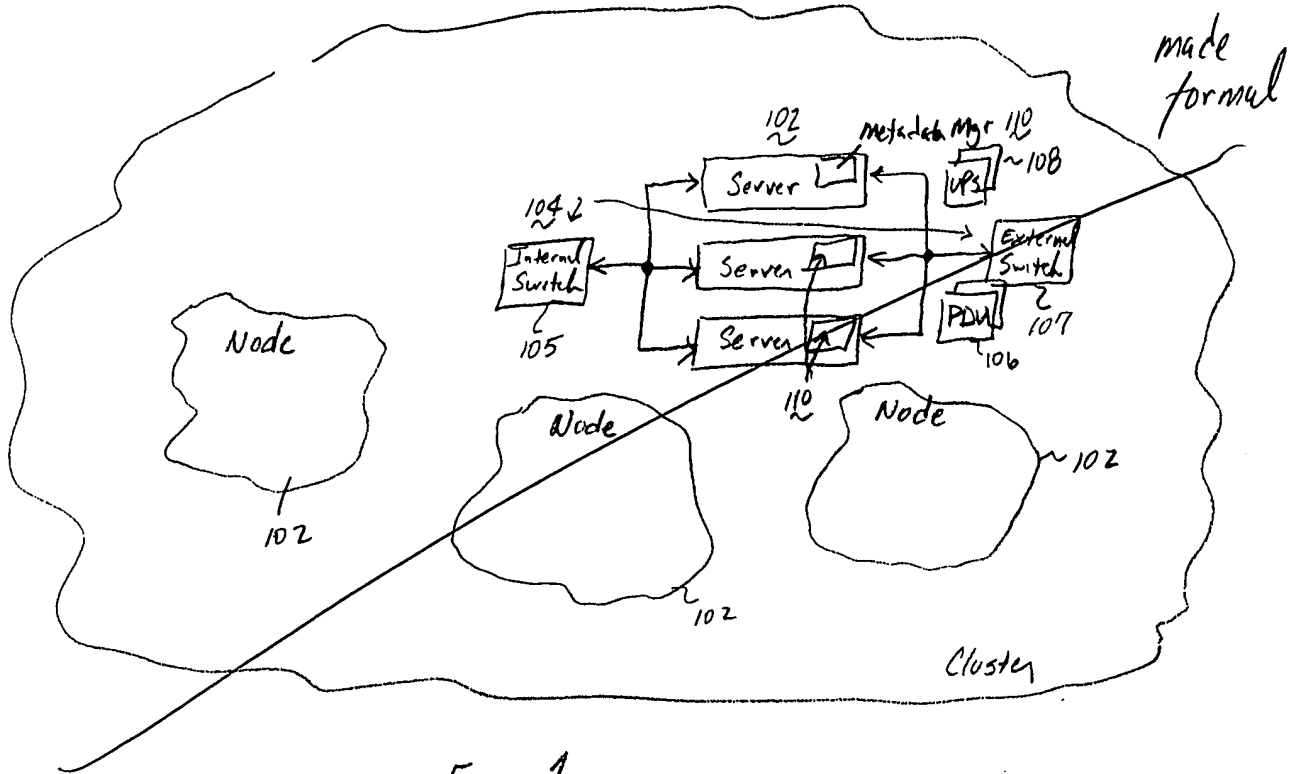 made
formal
102
Metadata Mgr 110
Server
UPS
108
104
Internal
Switch
105
Server
External
Switch
107
Server
PDU
106
110
Node
102
Node
102
Node
102
Cluster